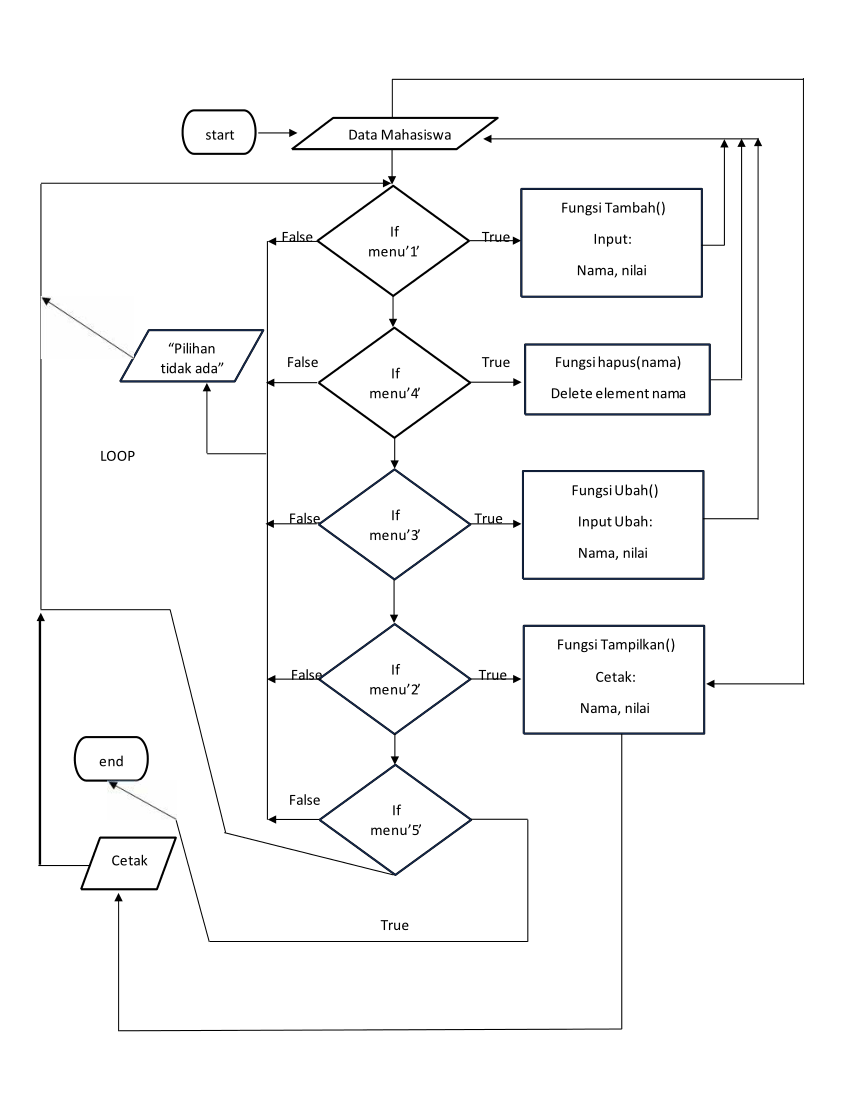 start
Data Mahasiswa
If
menu’1’
False
True
Fungsi Tambah()
Input:
Nama, nilai
“Pilihan
tidak ada”
False
If
menu’4’
True
Fungsi hapus(nama)
Delete element nama
LOOP
False
If
menu’3’
True
Fungsi Ubah()
Input Ubah:
Nama, nilai
False
If
menu’2’
True
Fungsi Tampilkan()
Cetak:
Nama, nilai
end
False
If
menu’5’
Cetak
True